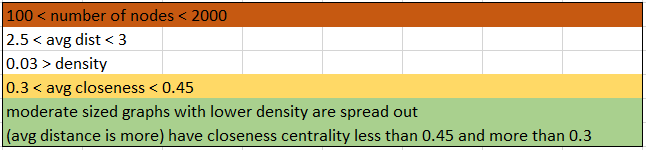 100 < number of nodes < 2000
2.5 < avg dist < 3
0.03 > density
0.3 < avg closeness < 0.45
moderate sized graphs with lower density are spread out
(avg distance is more) have closeness centrality less than 0.45 and more than 0.3